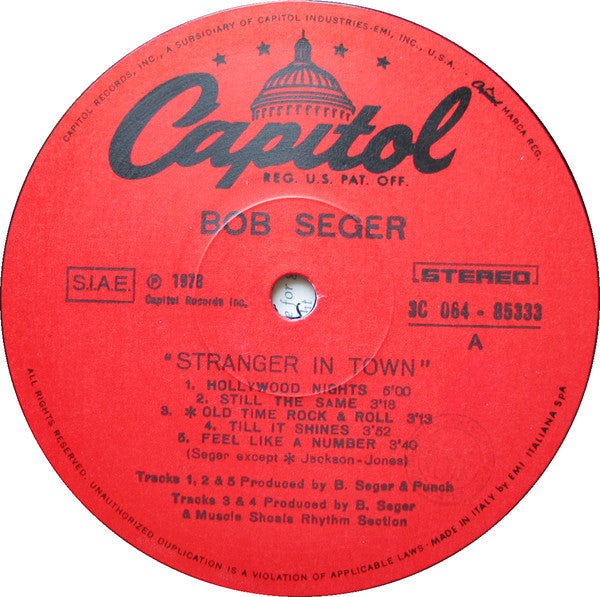 CAPITOL RECORDS, INC., A SUBSIDIARY OF CAPITOL INDUSTRIES-EMI, INC., U.S.A.
Capitol MARCA REG.
Capitol
REG. U.S. PAT. OFF.
BOB SEGER
S.I.A.E.
℗ 1978
Capitol Records Inc.
STEREO
3C 064 - 85333
A
"STRANGER IN TOWN"
1. HOLLYWOOD NIGHTS 5'00
2. STILL THE SAME 3'18
3. * OLD TIME ROCK & ROLL 3'13
4. TILL IT SHINES 3'52
5. FEEL LIKE A NUMBER 3'40
(Seger except * Jackson-Jones)
Tracks 1, 2 & 5 Produced by B. Seger & Punch
Tracks 3 & 4 Produced by B. Seger
& Muscle Shoals Rhythm Section
ALL RIGHTS RESERVED. UNAUTHORIZED DUPLICATION IS A VIOLATION OF APPLICABLE LAWS - MADE IN ITALY by EMI ITALIANA SPA